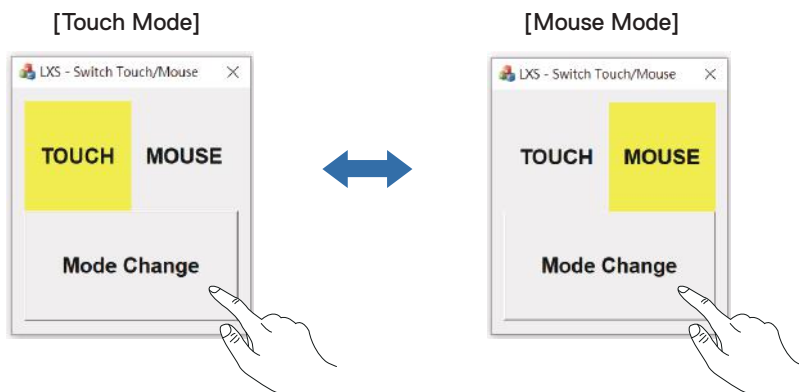 [Touch Mode]
LXS - Switch Touch/Mouse
TOUCH MOUSE
Mode Change
[Mouse Mode]
LXS - Switch Touch/Mouse
TOUCH MOUSE
Mode Change